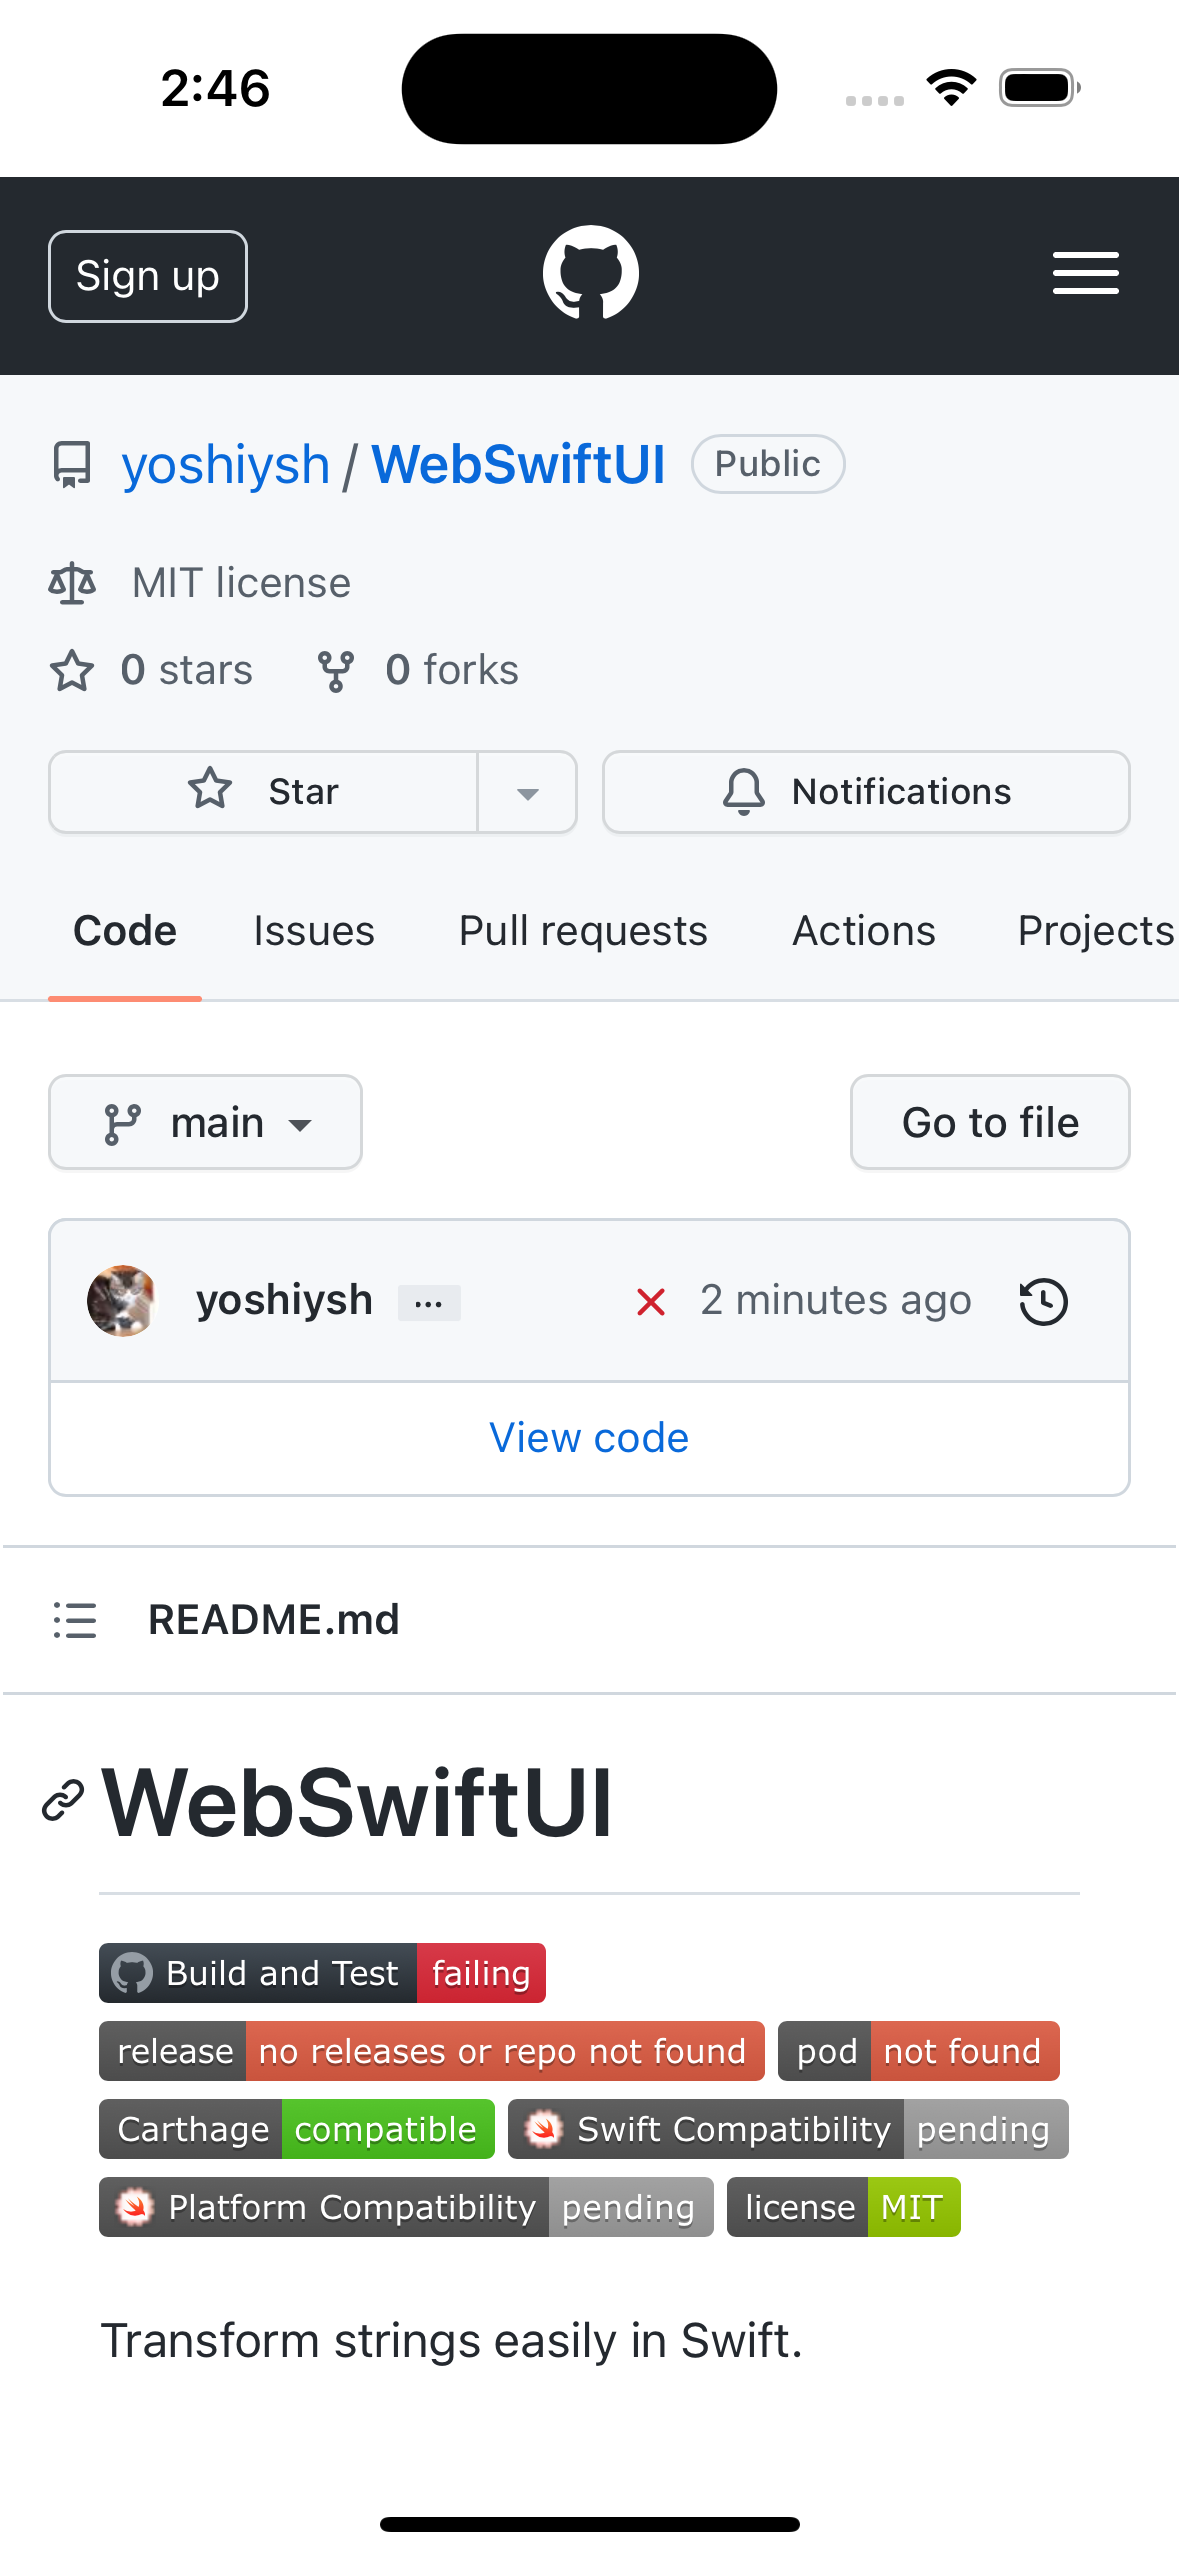 2:46
Sign up
yoshiysh / WebSwiftUI Public
MIT license
0 stars 0 forks
Star Notifications
Code Issues Pull requests Actions Projects
main Go to file
yoshiysh ... 2 minutes ago
View code
README.md
WebSwiftUI
Build and Test failing
release no releases or repo not found pod not found
Carthage compatible Swift Compatibility pending
Platform Compatibility pending license MIT
Transform strings easily in Swift.